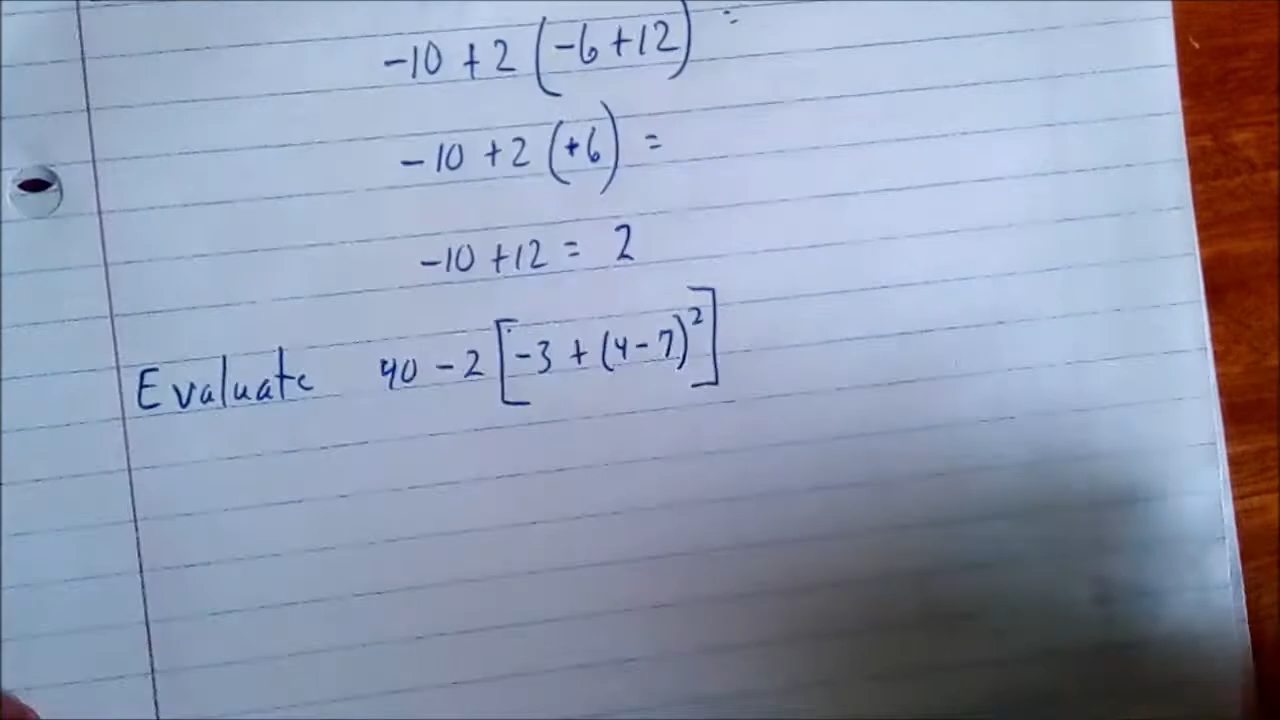 -10 + 2 (-6 + 12) =
-10 + 2 (+6) =
-10 + 12 = 2
Evaluate 40 - 2 [-3 + (4 - 7)²]